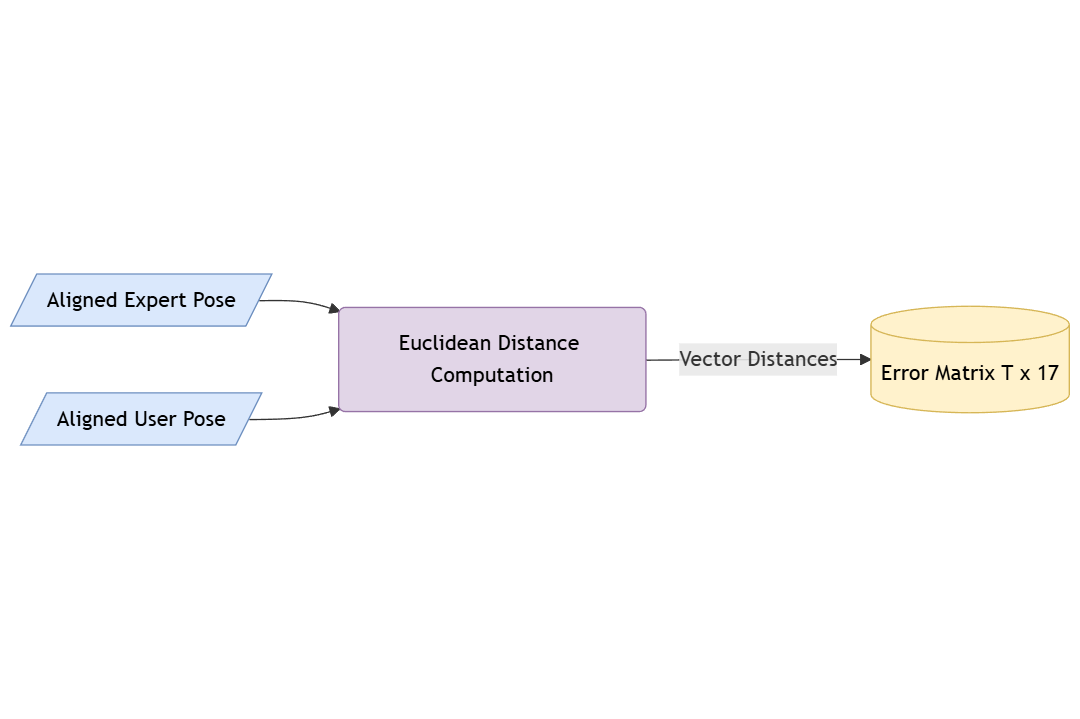 Aligned Expert Pose
Aligned User Pose
Euclidean Distance
Computation
Vector Distances
Error Matrix T x 17